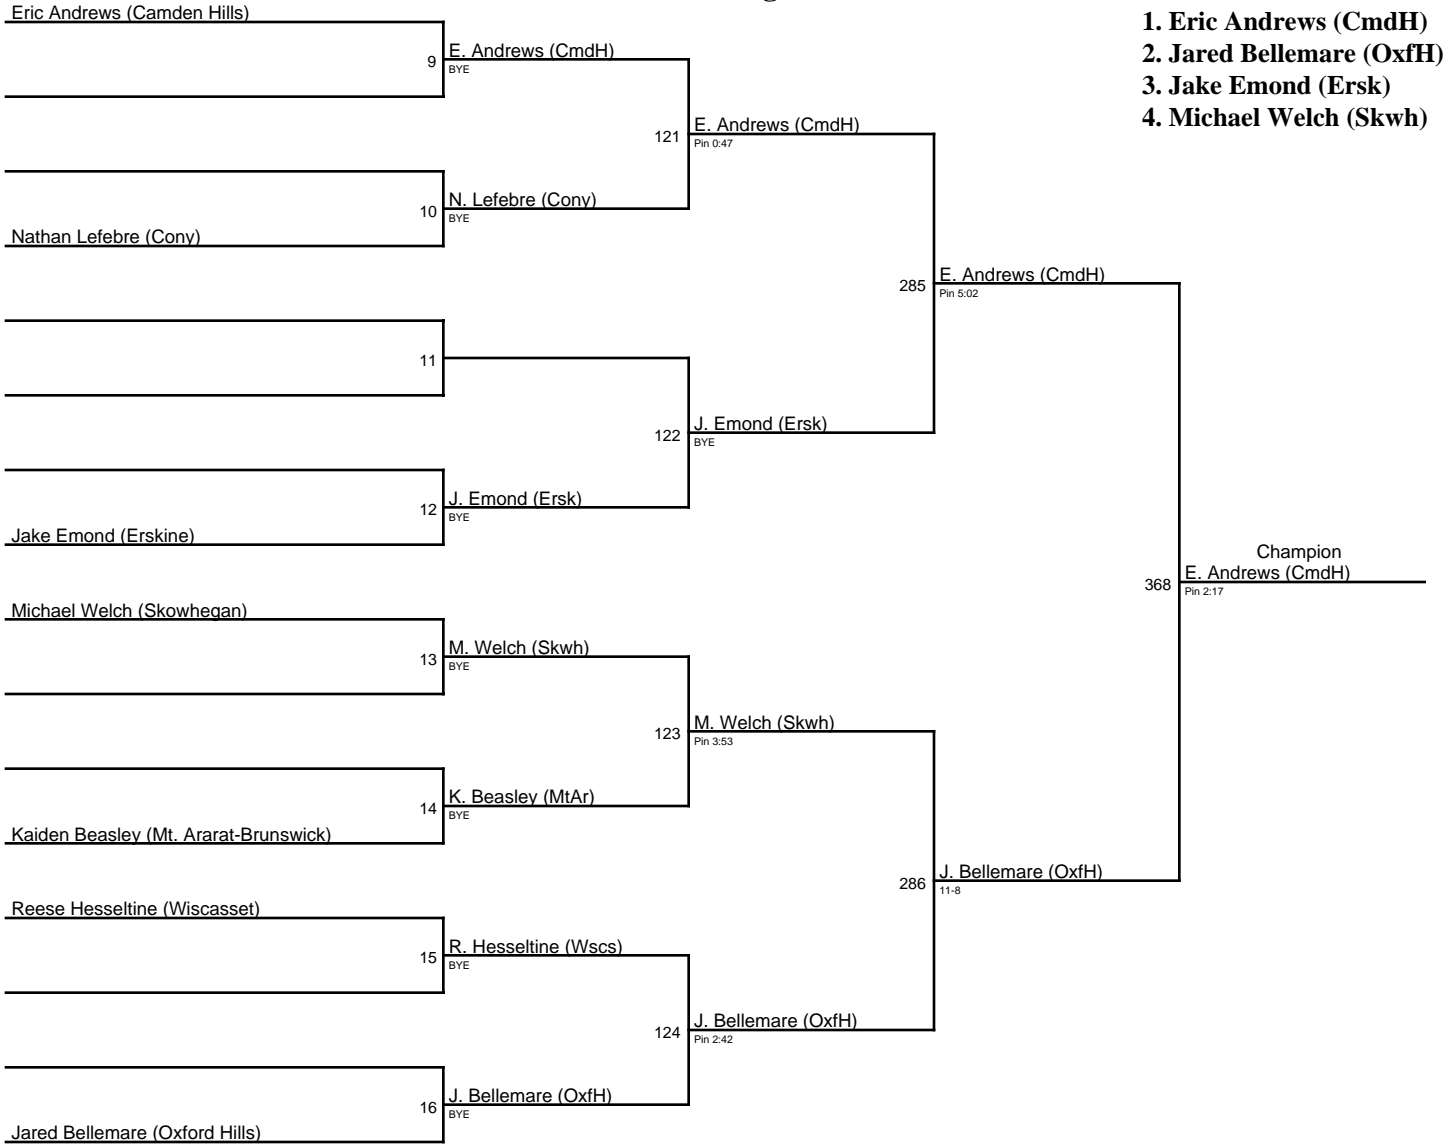 Eric Andrews (Camden Hills)
9
E. Andrews (CmdH)
BYE
121
E. Andrews (CmdH)
Pin 0:47
10
N. Lefebre (Cony)
BYE
Nathan Lefebre (Cony)
285
E. Andrews (CmdH)
Pin 5:02
11
122
J. Emond (Ersk)
BYE
12
J. Emond (Ersk)
BYE
Jake Emond (Erskine)
Champion
368
E. Andrews (CmdH)
Pin 2:17
Michael Welch (Skowhegan)
13
M. Welch (Skwh)
BYE
123
M. Welch (Skwh)
Pin 3:53
14
K. Beasley (MtAr)
BYE
Kaiden Beasley (Mt. Ararat-Brunswick)
286
J. Bellemare (OxfH)
11-8
Reese Hesseltine (Wiscasset)
15
R. Hesseltine (Wscs)
BYE
124
J. Bellemare (OxfH)
Pin 2:42
16
J. Bellemare (OxfH)
BYE
Jared Bellemare (Oxford Hills)
1. Eric Andrews (CmdH)
2. Jared Bellemare (OxfH)
3. Jake Emond (Ersk)
4. Michael Welch (Skwh)